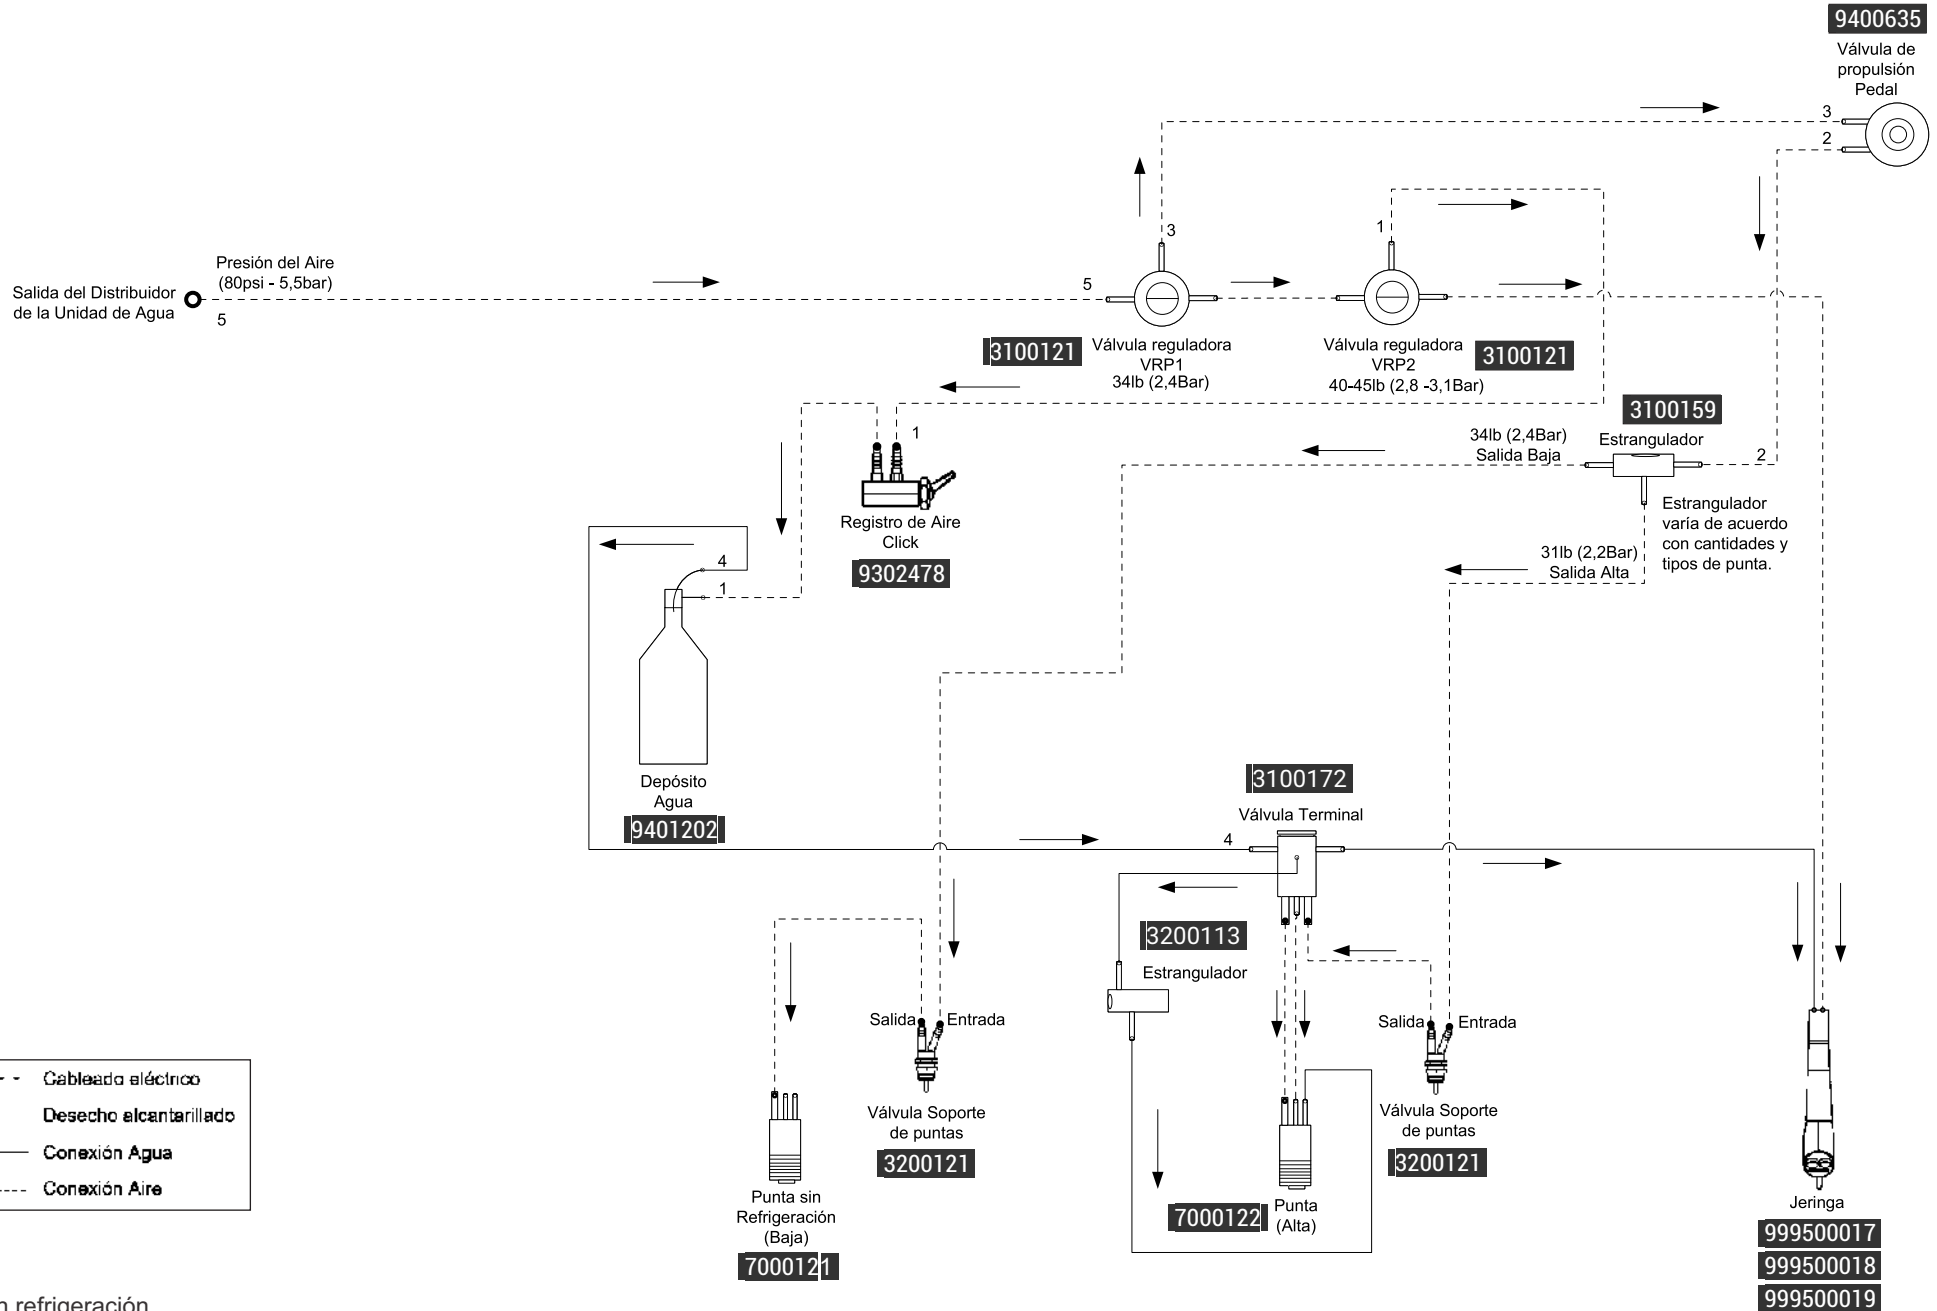 9400635
Válvula de
propulsión
Pedal
3
2
Salida del Distribuidor
de la Unidad de Agua
Presión del Aire
(80psi - 5,5bar)
5
5
3
1
3100121
Válvula reguladora
VRP1
34lb (2,4Bar)
Válvula reguladora
VRP2
40-45lb (2,8 -3,1Bar)
3100121
3100159
Estrangulador
2
34lb (2,4Bar)
Salida Baja
Estrangulador
varía de acuerdo
con cantidades y
tipos de punta.
31lb (2,2Bar)
Salida Alta
1
Registro de Aire
Click
9302478
4
1
Depósito
Agua
9401202
3100172
Válvula Terminal
4
3200113
Estrangulador
Salida
Entrada
Válvula Soporte
de puntas
3200121
Salida
Entrada
Válvula Soporte
de puntas
3200121
Punta sin
Refrigeración
(Baja)
7000121
7000122
Punta
(Alta)
Jeringa
999500017
999500018
999500019
Cableado eléctrico
Desecho alcantarillado
Conexión Agua
Conexión Aire
n refrigeración